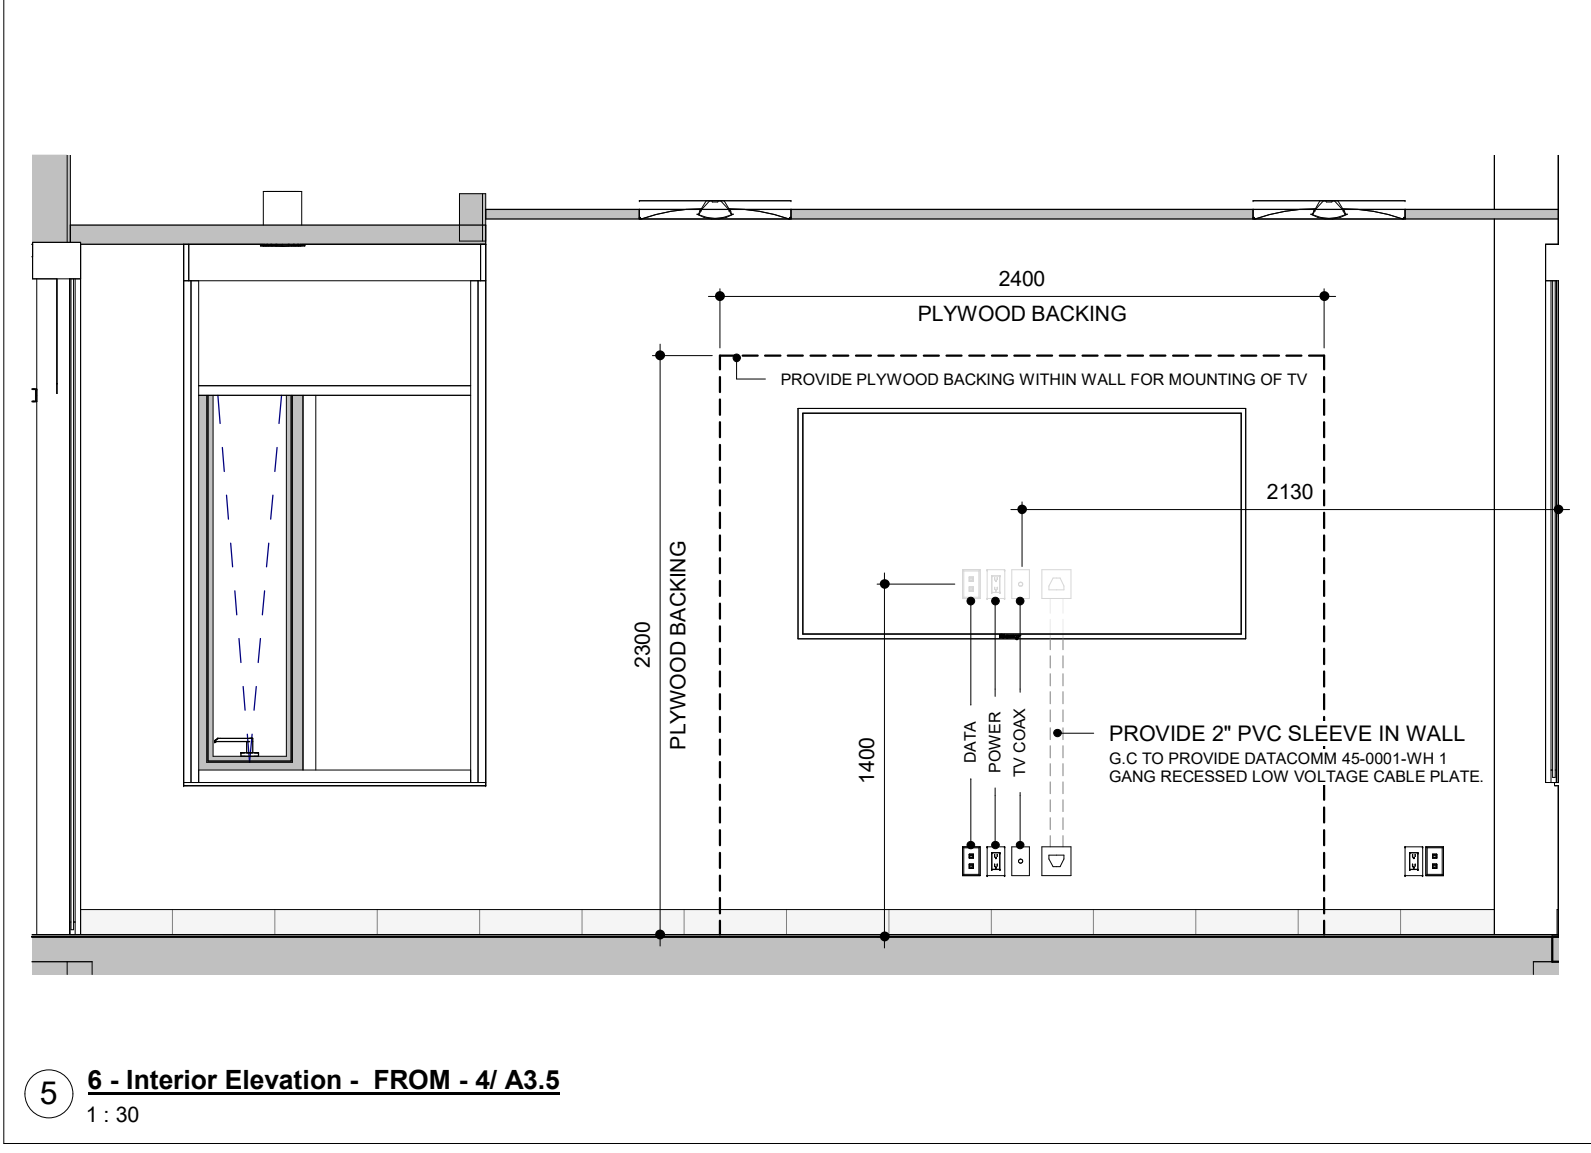 2400
PLYWOOD BACKING
PROVIDE PLYWOOD BACKING WITHIN WALL FOR MOUNTING OF TV
2130
2300
PLYWOOD BACKING
1400
DATA
POWER
TV COAX
PROVIDE 2" PVC SLEEVE IN WALL
G.C TO PROVIDE DATACOMM 45-0001-WH 1
GANG RECESSED LOW VOLTAGE CABLE PLATE.
5
6 - Interior Elevation - FROM - 4/ A3.5
1 : 30